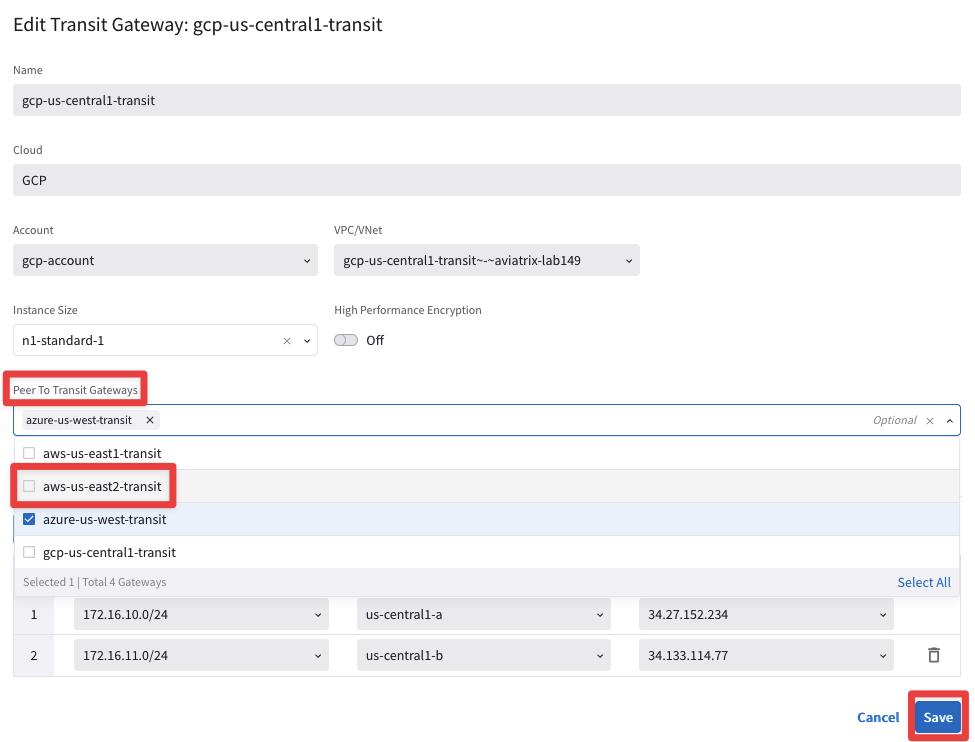 Edit Transit Gateway: gcp-us-central1-transit
Name
gcp-us-central1-transit
Cloud
GCP
Account VPC/VNet
gcp-account gcp-us-central1-transit~-~aviatrix-lab149
Instance Size High Performance Encryption
n1-standard-1 Off
Peer To Transit Gateways
azure-us-west-transit Optional
aws-us-east1-transit
aws-us-east2-transit
azure-us-west-transit
gcp-us-central1-transit
Selected 1 | Total 4 Gateways Select All
1 172.16.10.0/24 us-central1-a 34.27.152.234
2 172.16.11.0/24 us-central1-b 34.133.114.77
Cancel Save